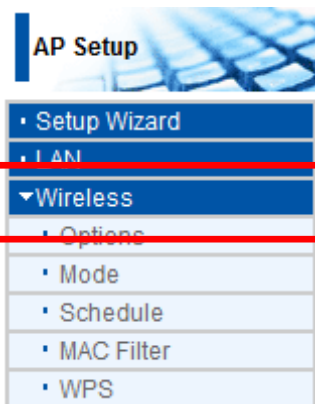 AP Setup
Setup Wizard
LAN
Wireless
Options
Mode
Schedule
MAC Filter
WPS